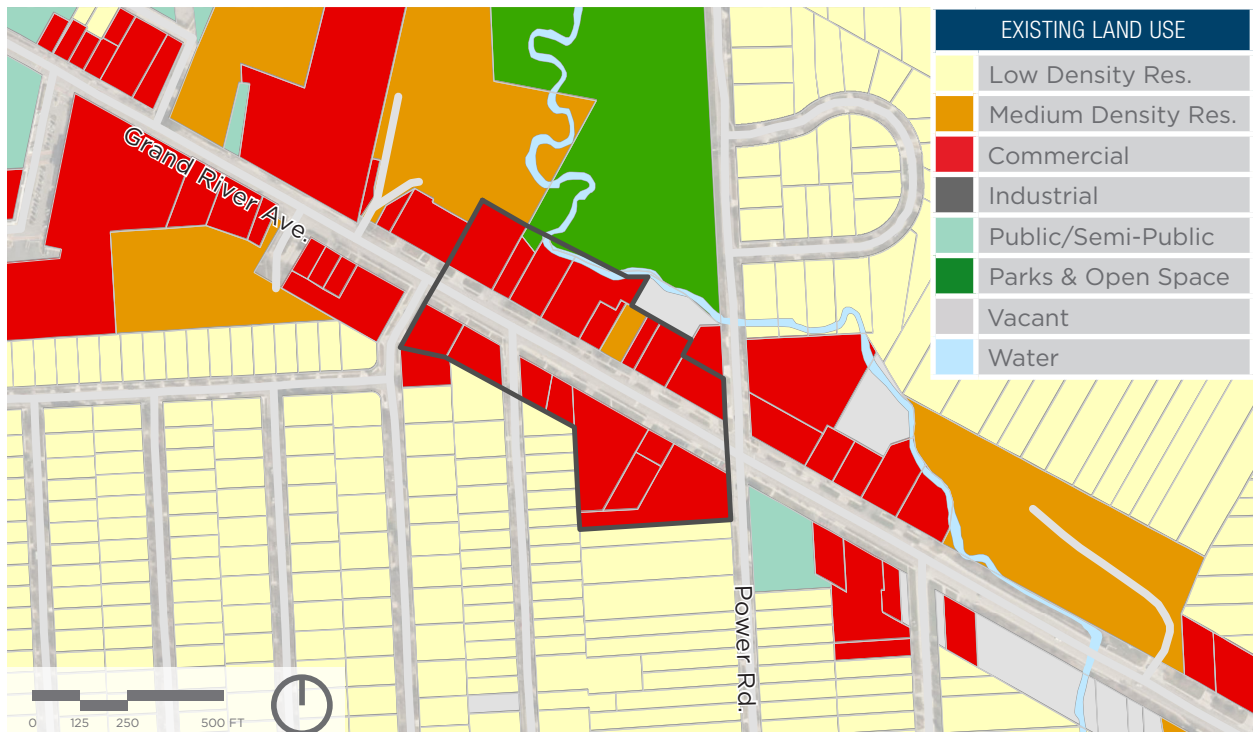 EXISTING LAND USE
Low Density Res.
Medium Density Res.
Commercial
Industrial
Public/Semi-Public
Parks & Open Space
Vacant
Water
Grand River Ave.
Power Rd.
0 125 250 500 FT